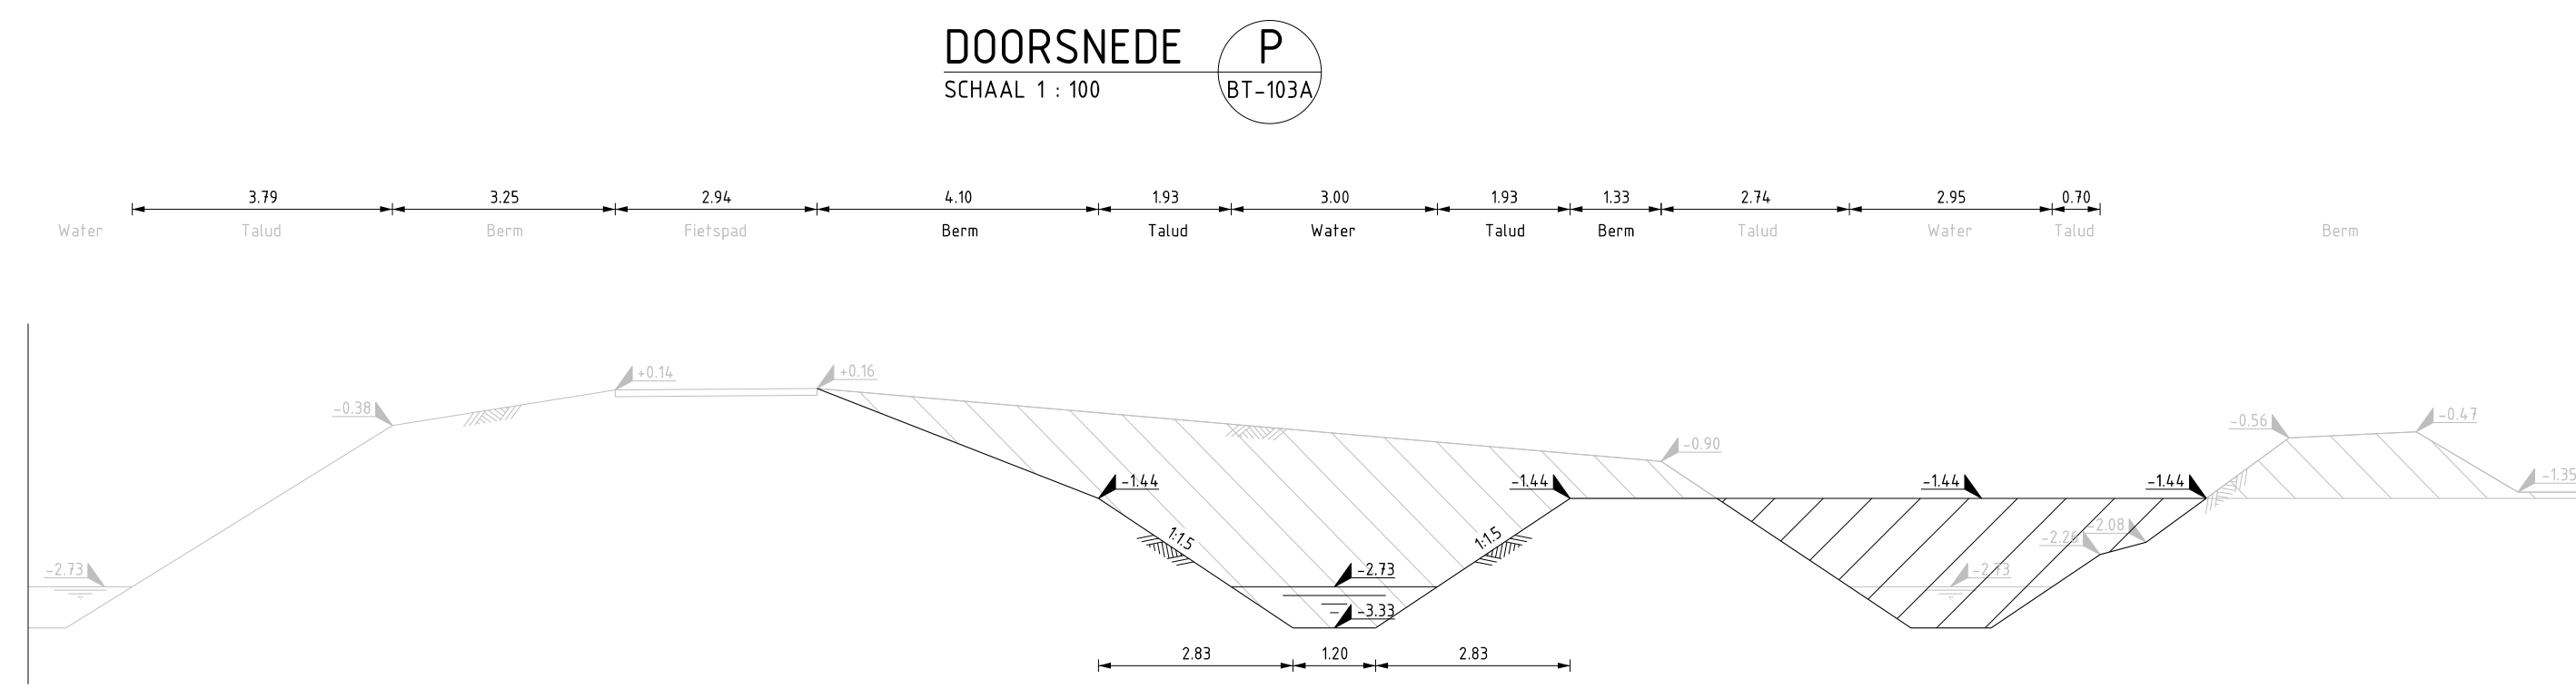 DOORSNEDE P
SCHAAL 1 : 100 BT-103A
3.79 3.25 2.94 4.10 1.93 3.00 1.93 1.33 2.74 2.95 0.70
Water Talud Berm Fietspad Berm Talud Water Talud Berm Talud Water Talud Berm
+0.14 +0.16
-0.38 -0.56 -0.47
-0.90
-1.44 -1.44 -1.44 -1.44 -1.35
1:1.5 1:1.5 -2.26 -2.08
-2.73 -2.73 -2.73
-3.33
2.83 1.20 2.83